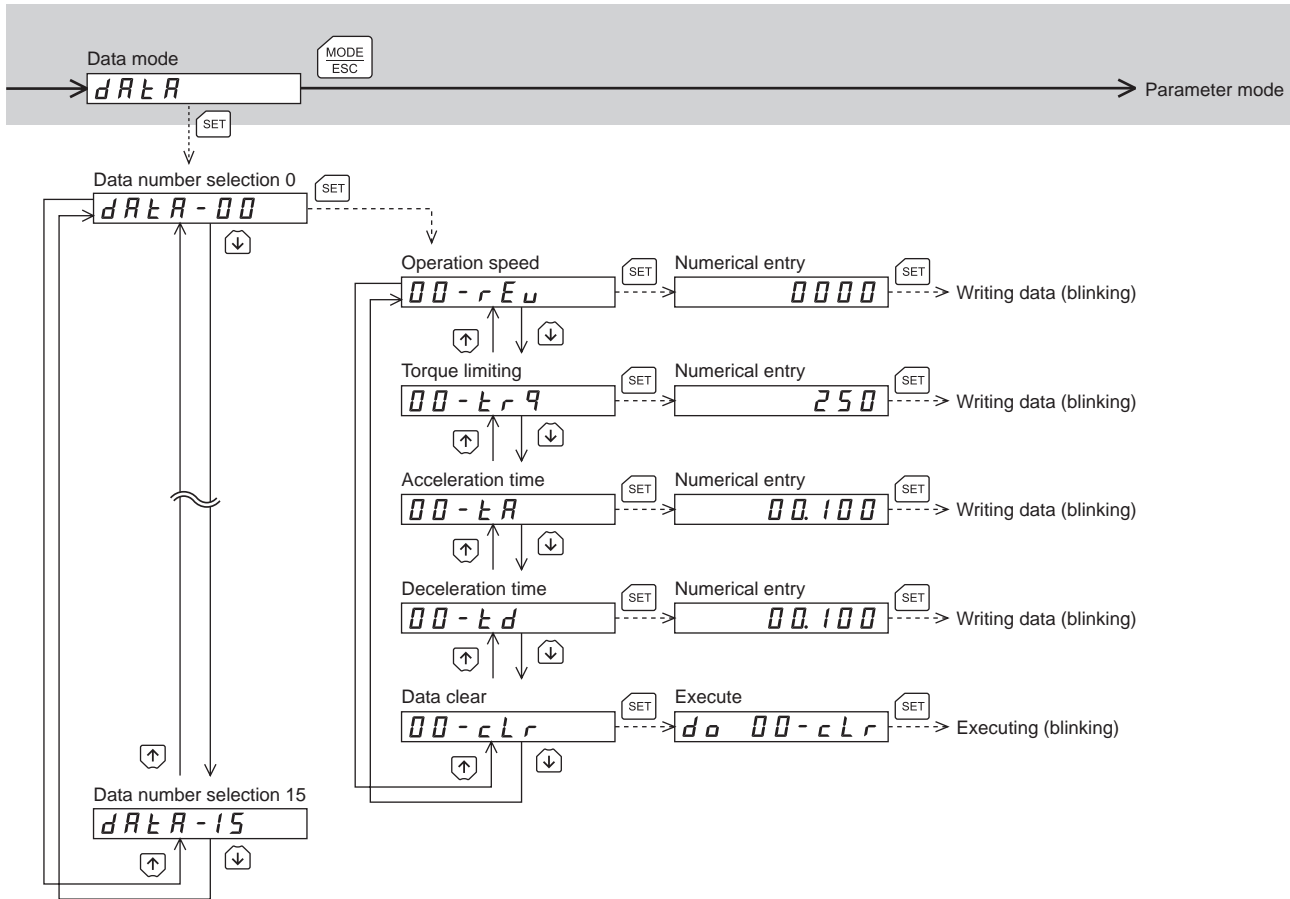 Data mode
MODE
ESC
dAtA
Parameter mode
SET
Data number selection 0
SET
dAtA-00
Operation speed
SET
Numerical entry
SET
00-rEv
0000
Writing data (blinking)
Torque limiting
SET
Numerical entry
SET
00-trq
250
Writing data (blinking)
Acceleration time
SET
Numerical entry
SET
00-tA
00.100
Writing data (blinking)
Deceleration time
SET
Numerical entry
SET
00-td
00.100
Writing data (blinking)
Data clear
SET
Execute
SET
00-cLr
do 00-cLr
Executing (blinking)
Data number selection 15
dAtA-15